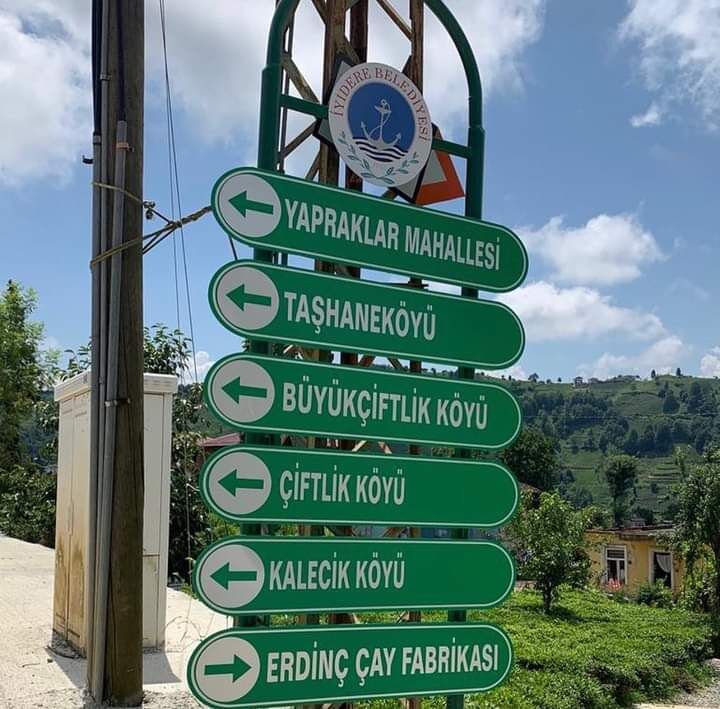 İYİDERE BELEDİYESİ
YAPRAKLAR MAHALLESİ
TAŞHANEKÖYÜ
BÜYÜKÇİFTLİK KÖYÜ
ÇİFTLİK KÖYÜ
KALECİK KÖYÜ
ERDİNÇ ÇAY FABRİKASI